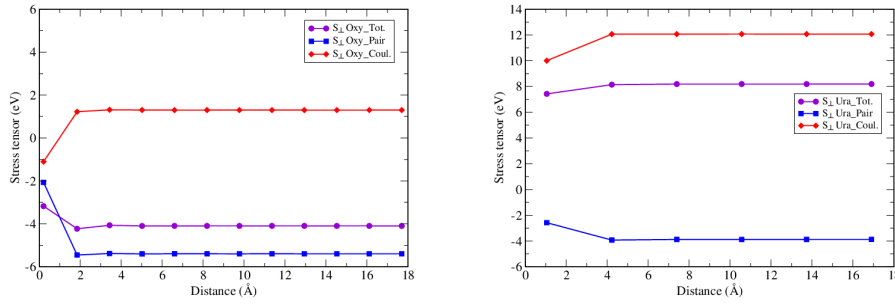 6
4
2
0
-2
-4
-6
Stress tensor (eV)
S⊥Oxy_Tot.
S⊥Oxy_Pair
S⊥Oxy_Coul.
0 2 4 6 8 10 12 14 16 18
Distance (Å)
14
12
10
8
6
4
2
0
-2
-4
-6
Stress tensor (eV)
S⊥Ura_Tot.
S⊥Ura_Pair
S⊥Ura_Coul.
0 2 4 6 8 10 12 14 16 18
Distance (Å)